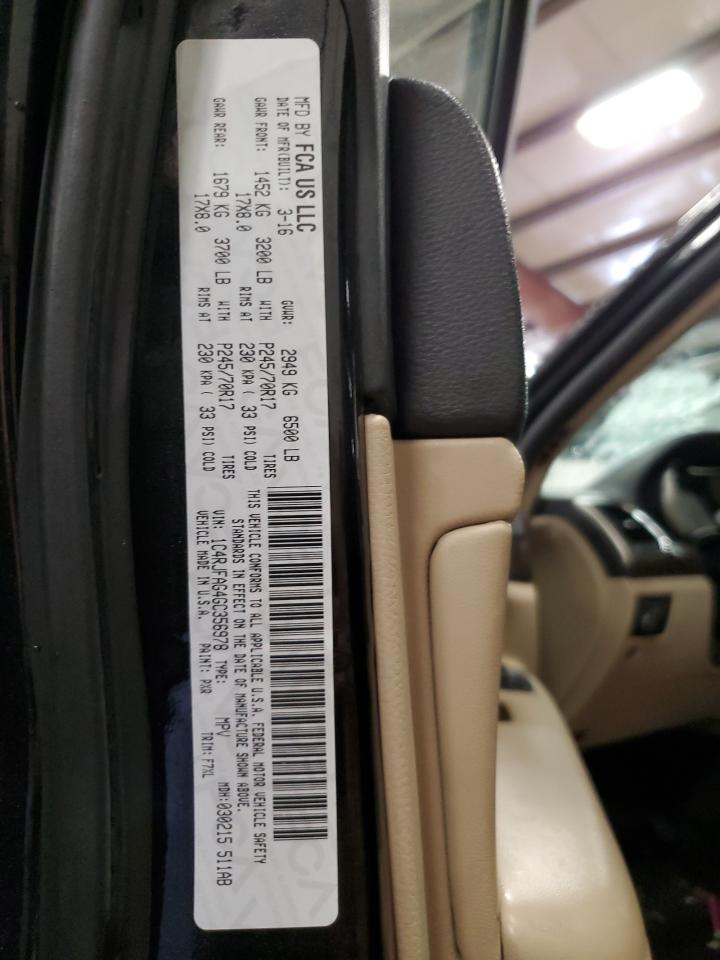 MFD BY FCA US LLC
DATE OF MFR(BUILT): 3-16 GVWR: 2949 KG 6500 LB
GAWR FRONT: 1452 KG 3200 LB WITH P245/70R17 TIRES
17X8.0 RIMS AT 230 KPA ( 33 PSI) COLD
GAWR REAR: 1679 KG 3700 LB WITH P245/70R17 TIRES
17X8.0 RIMS AT 230 KPA ( 33 PSI) COLD
THIS VEHICLE CONFORMS TO ALL APPLICABLE U.S.A. FEDERAL MOTOR VEHICLE SAFETY
STANDARDS IN EFFECT ON THE DATE OF MANUFACTURE SHOWN ABOVE.
VIN: 1C4RJFAG4GC356978 TYPE: MPV MDH:030215 511AB
VEHICLE MADE IN U.S.A. PAINT: PXR TRIM: F7XL